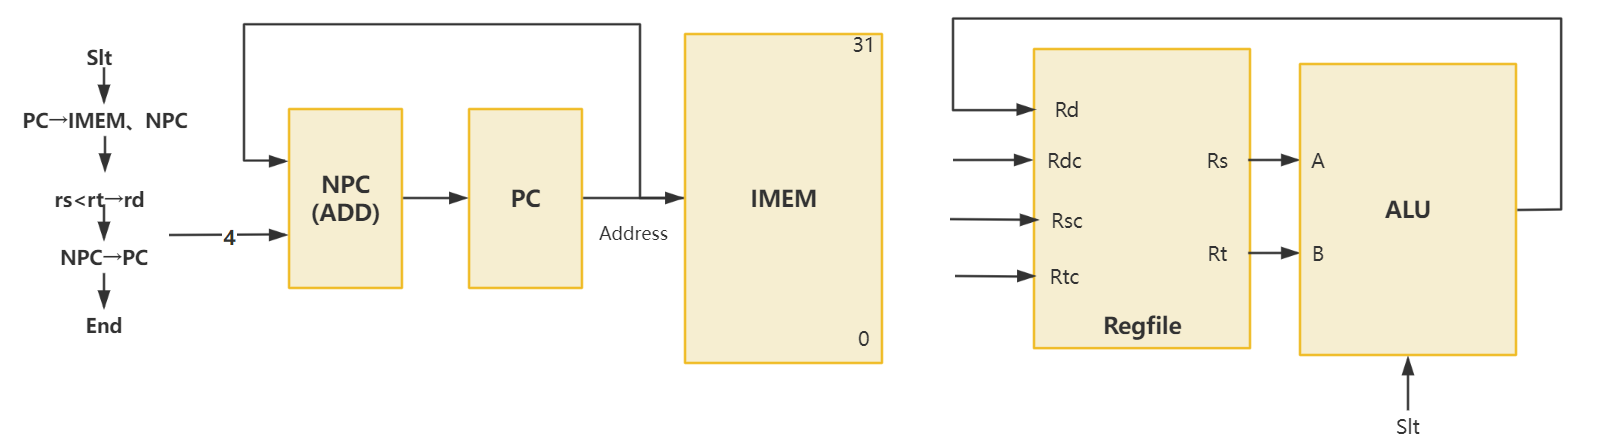 Slt
PC→IMEM、NPC
rs<rt→rd
NPC→PC
End
4
NPC
(ADD)
PC
Address
31
IMEM
0
Rd
Rdc
Rsc
Rtc
Rs
Rt
Regfile
A
B
ALU
Slt